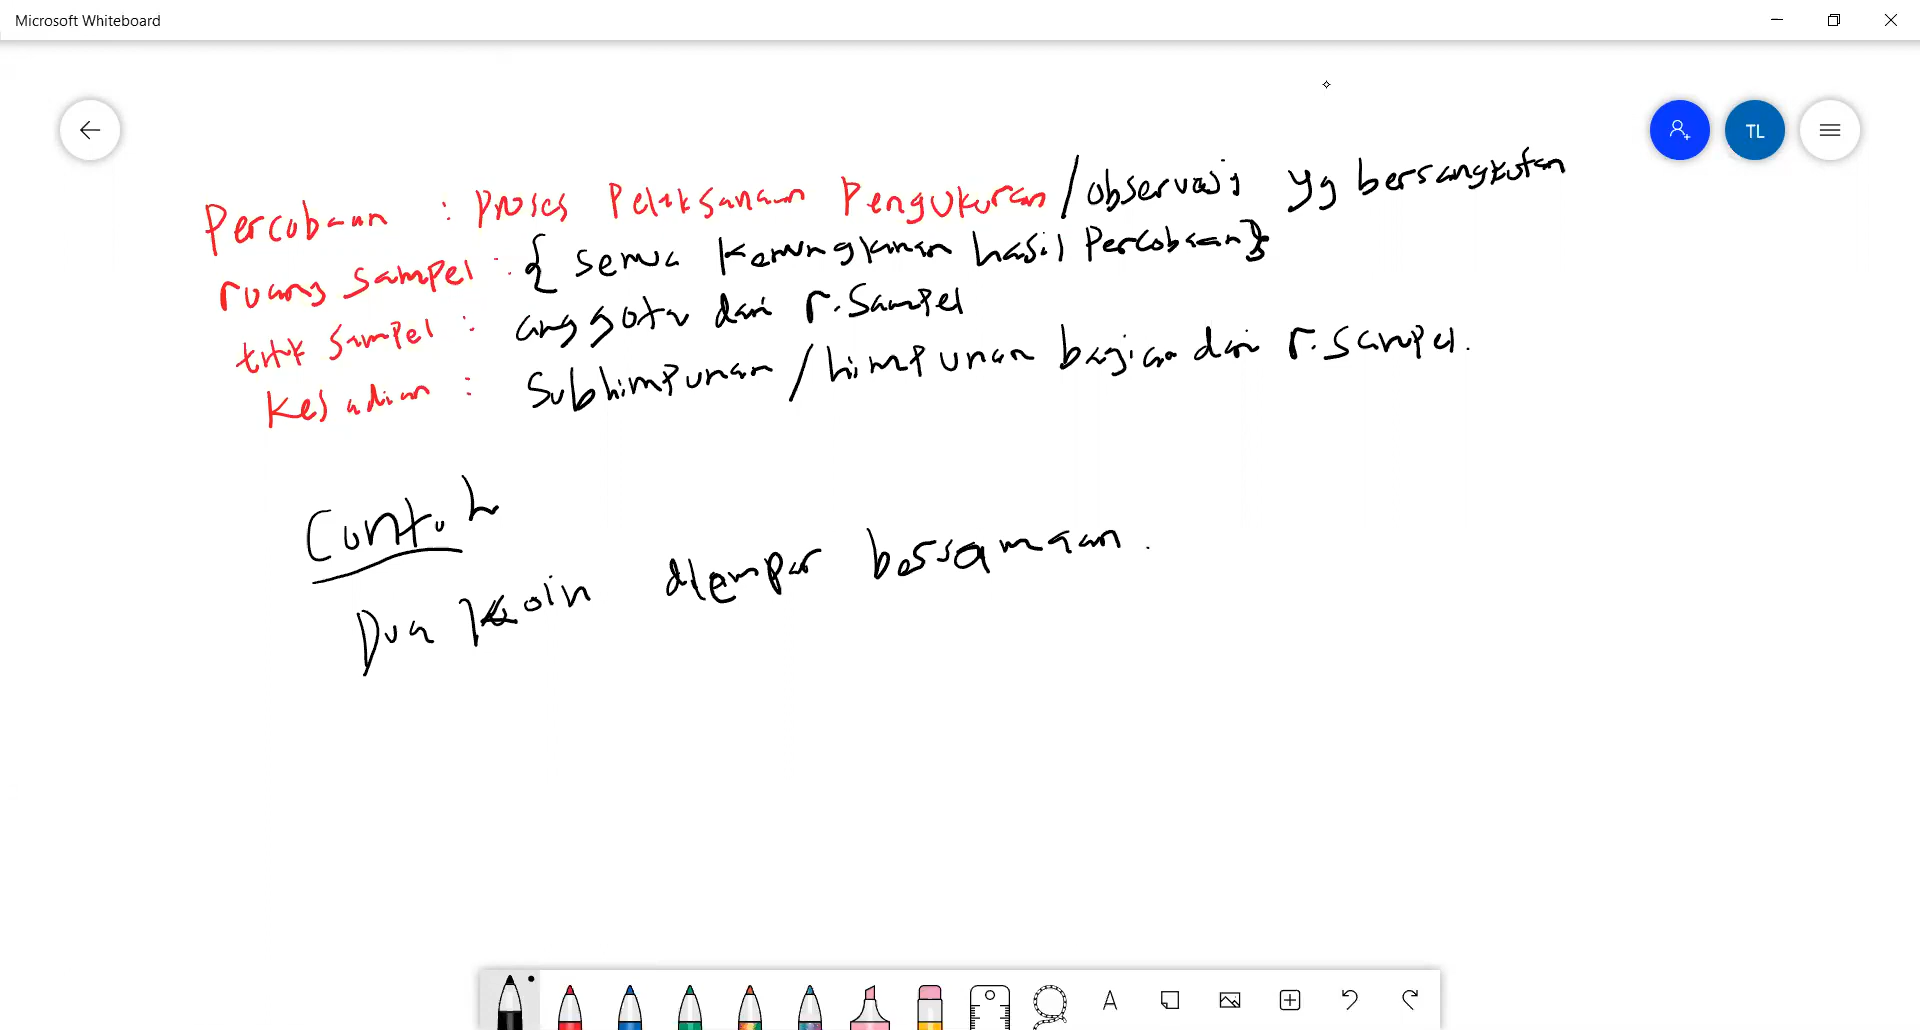 Microsoft Whiteboard
TL
Percobaan : Proses Pelaksanaan Pengukuran / observasi yg bersangkutan
ruang sampel : { semua kemungkinan hasil Percobaan }
titik sampel : anggota dari r. Sampel
Kejadian : Subhimpunan / himpunan bagian dari r. Sampel.
Contoh
Dua koin dilempar bersamaan.
A